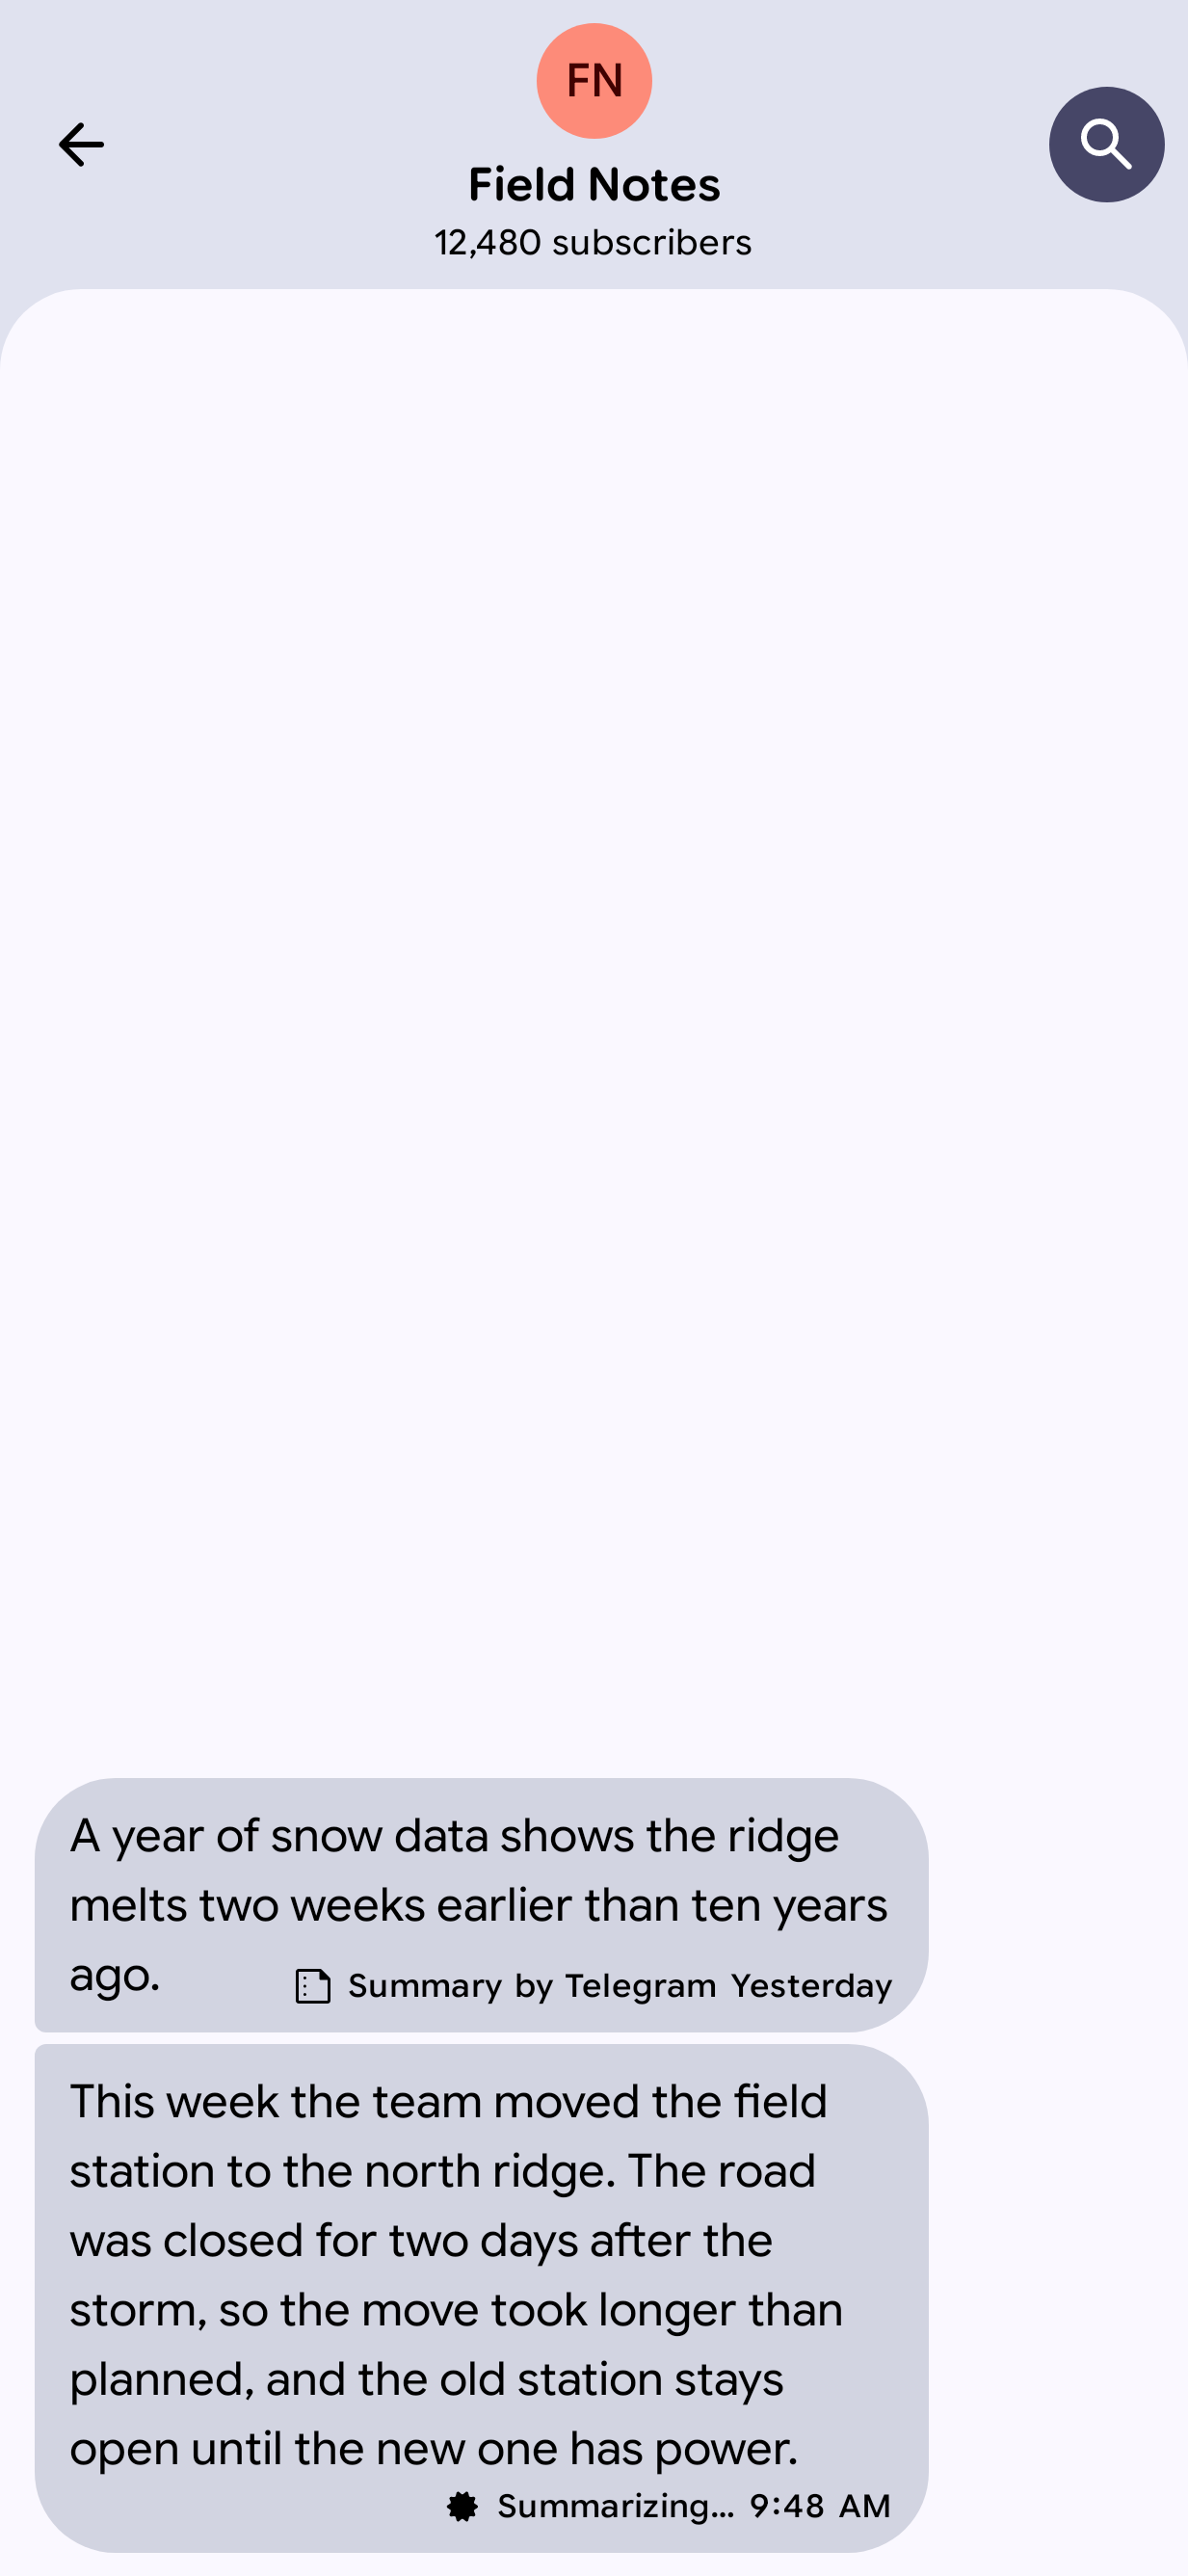 FN
Field Notes
12,480 subscribers
A year of snow data shows the ridge
melts two weeks earlier than ten years
ago.
Summary by Telegram Yesterday
This week the team moved the field
station to the north ridge. The road
was closed for two days after the
storm, so the move took longer than
planned, and the old station stays
open until the new one has power.
Summarizing... 9:48 AM